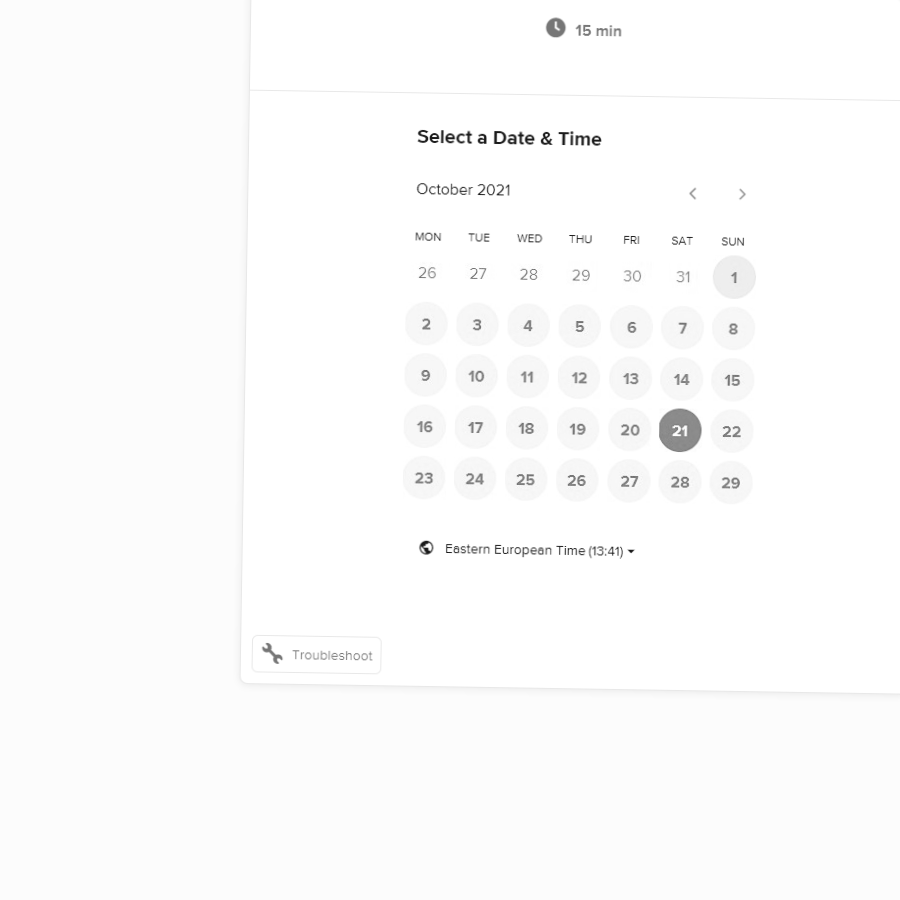 15 min
Select a Date & Time
October 2021
MON TUE WED THU FRI SAT SUN
26 27 28 29 30 31 1
2 3 4 5 6 7 8
9 10 11 12 13 14 15
16 17 18 19 20 21 22
23 24 25 26 27 28 29
Eastern European Time (13:41)
Troubleshoot